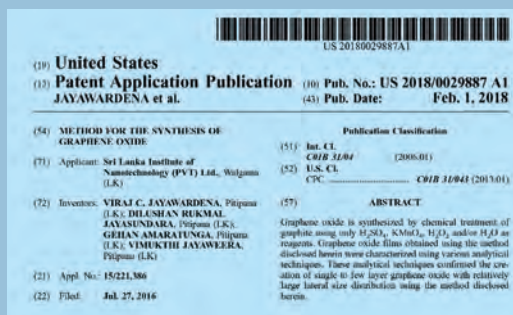 US 20180029887A1
(19) United States
(12) Patent Application Publication
JAYAWARDENA et al.
(10) Pub. No.: US 2018/0029887 A1
(43) Pub. Date: Feb. 1, 2018
(54) METHOD FOR THE SYNTHESIS OF
GRAPHENE OXIDE
(71) Applicant: Sri Lanka Institute of
Nanotechnology (PVT) Ltd., Walgama
(LK)
(72) Inventors: VIRAJ C. JAYAWARDENA, Pitipana
(LK); DILUSHAN RUKMAL
JAYASUNDARA, Pitipana (LK);
GEHAN AMARATUNGA, Pitipana
(LK); VIMUKTHI JAYAWEERA,
Pitipana (LK)
(21) Appl. No.: 15/221,386
(22) Filed: Jul. 27, 2016
Publication Classification
(51) Int. Cl.
C01B 31/04 (2006.01)
(52) U.S. Cl.
CPC C01B 31/043 (2013.01)
(57) ABSTRACT
Graphene oxide is synthesized by chemical treatment of
graphite using only H₂SO₄, KMnO₄, H₂O₂ and/or H₂O as
reagents. Graphene oxide films obtained using the method
disclosed herein were characterized using various analytical
techniques. These analytical techniques confirmed the cre-
ation of single to few layer graphene oxide with relatively
large lateral size distribution using the method disclosed
herein.